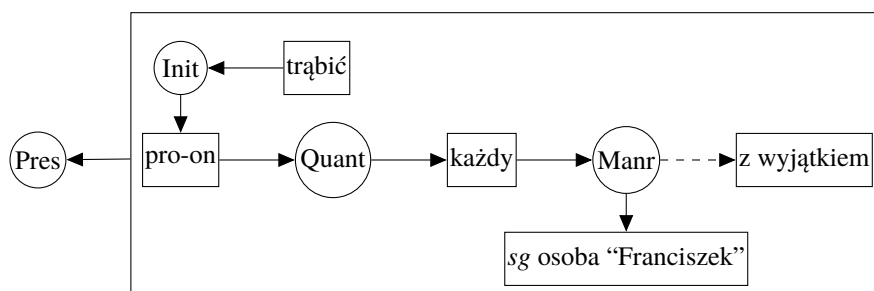 Init trąbić
Pres pro-on Quant każdy Manr z wyjątkiem
sg osoba “Franciszek”